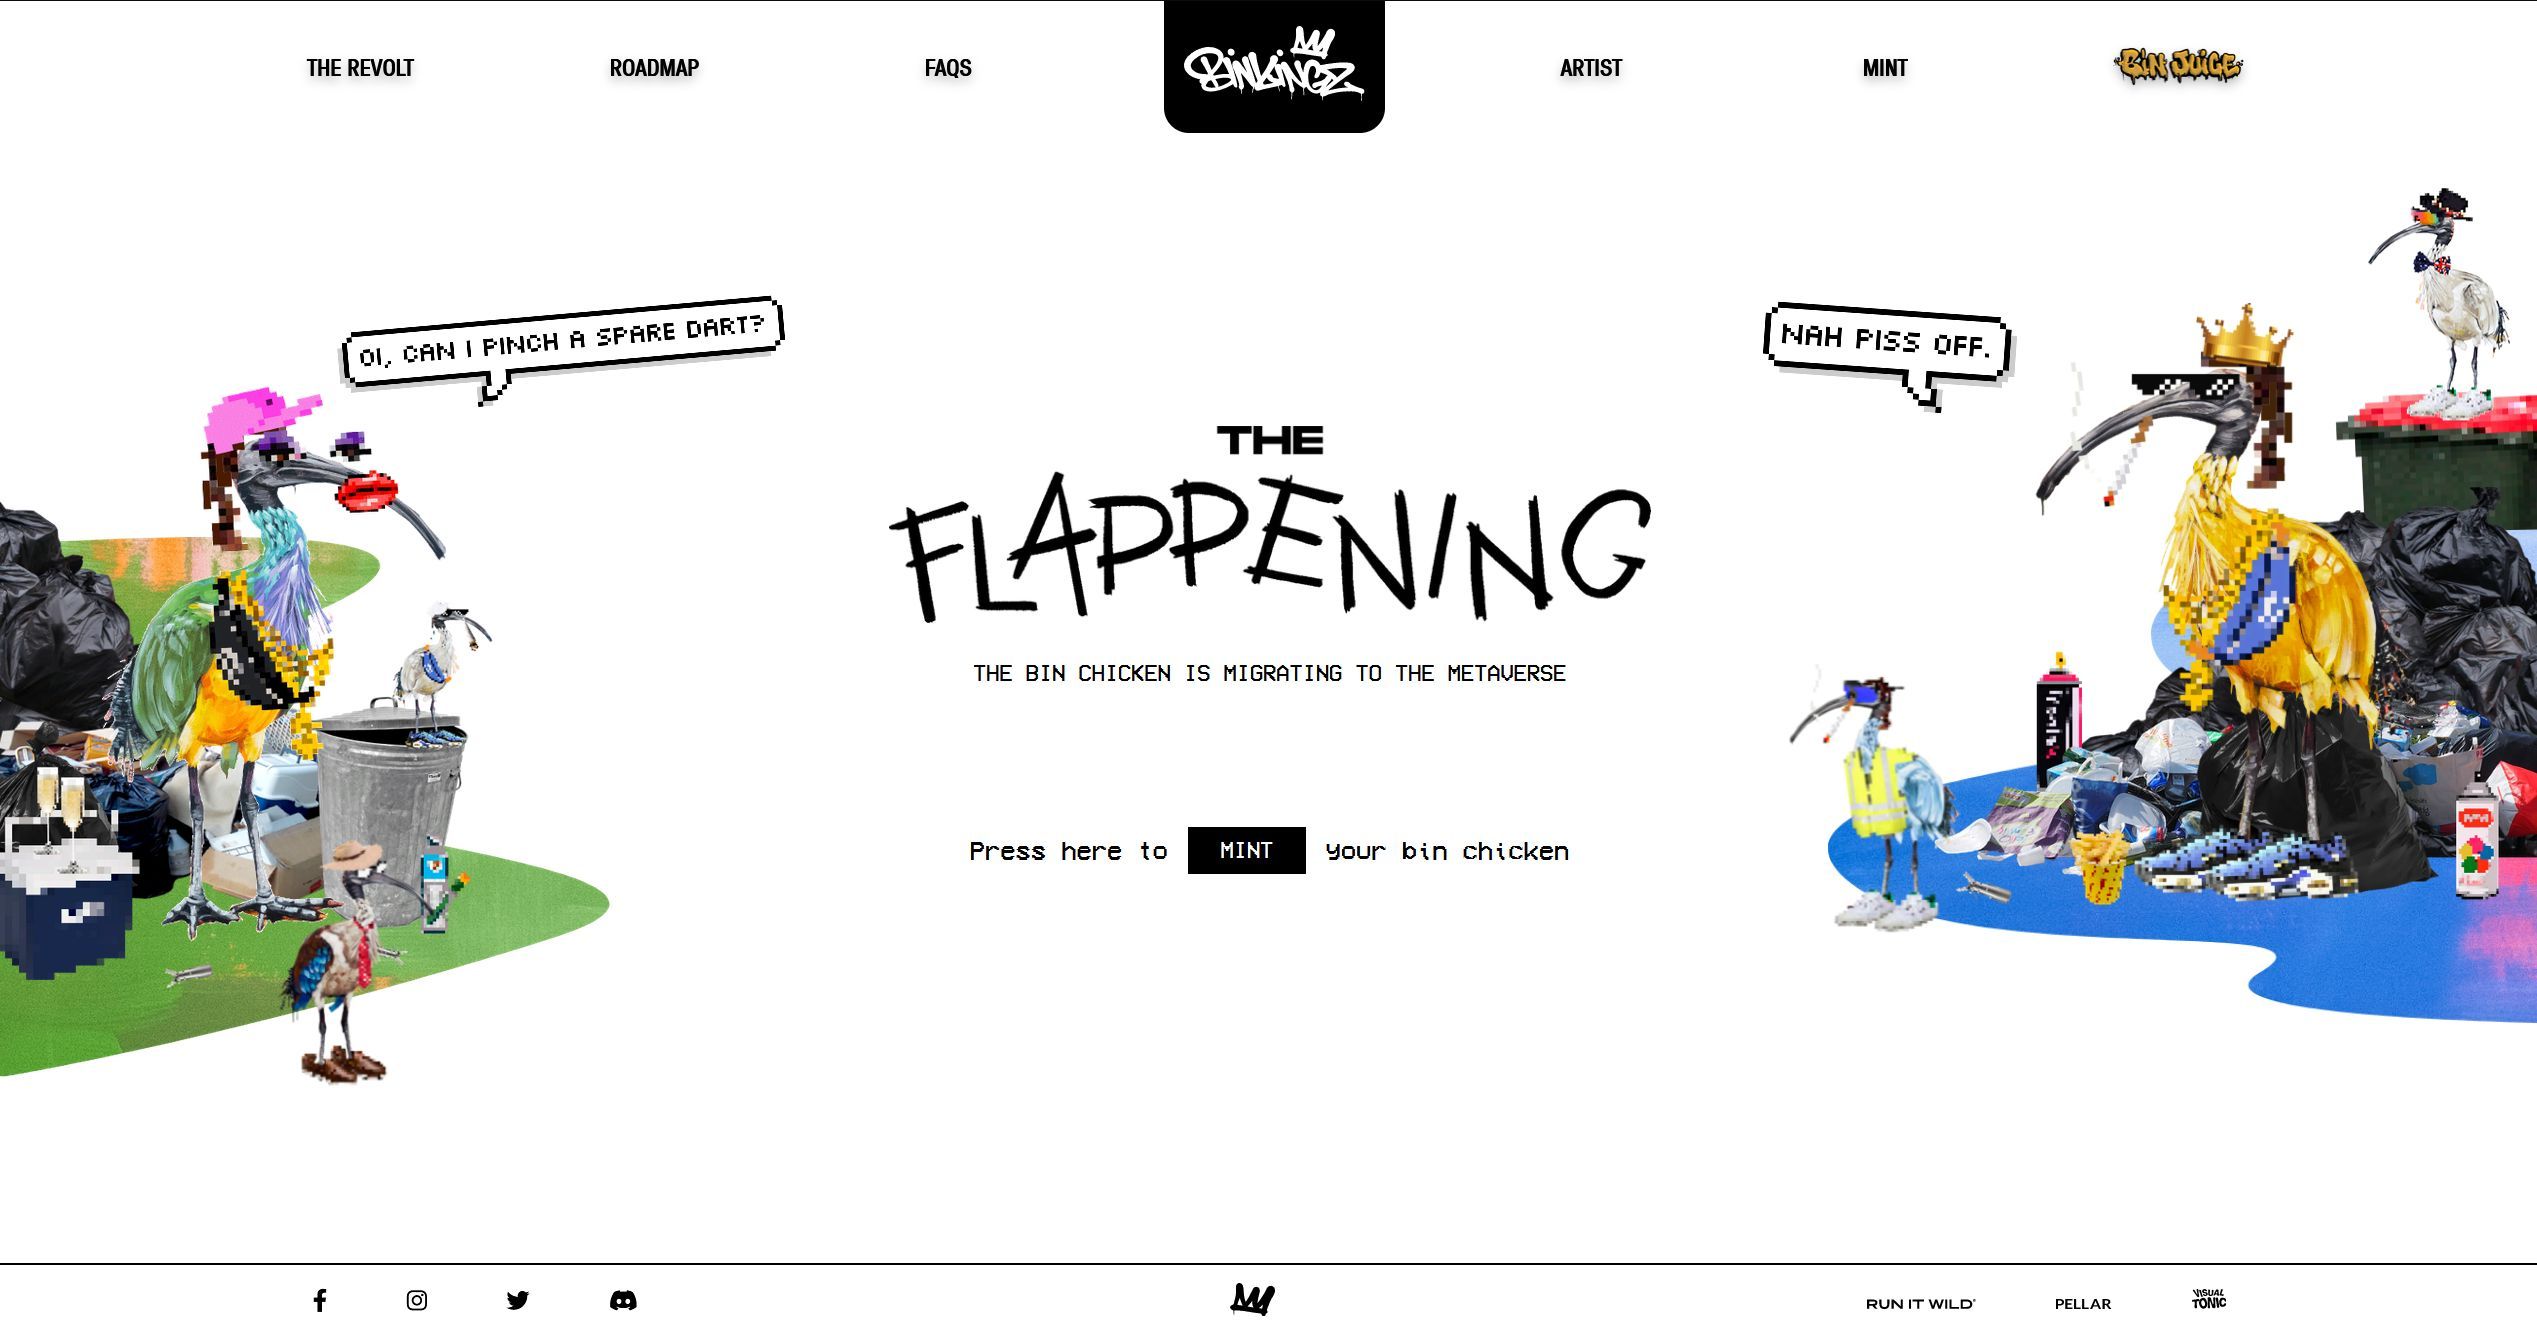 THE REVOLT
ROADMAP
FAQS
BINKINGZ
ARTIST
MINT
BIN JUICE
OI, CAN I PINCH A SPARE DART?
NAH PISS OFF.
THE
FLAPPENING
THE BIN CHICKEN IS MIGRATING TO THE METAVERSE
Press here to MINT your bin chicken
RUN IT WILD
PELLAR
VISUAL
TONIC